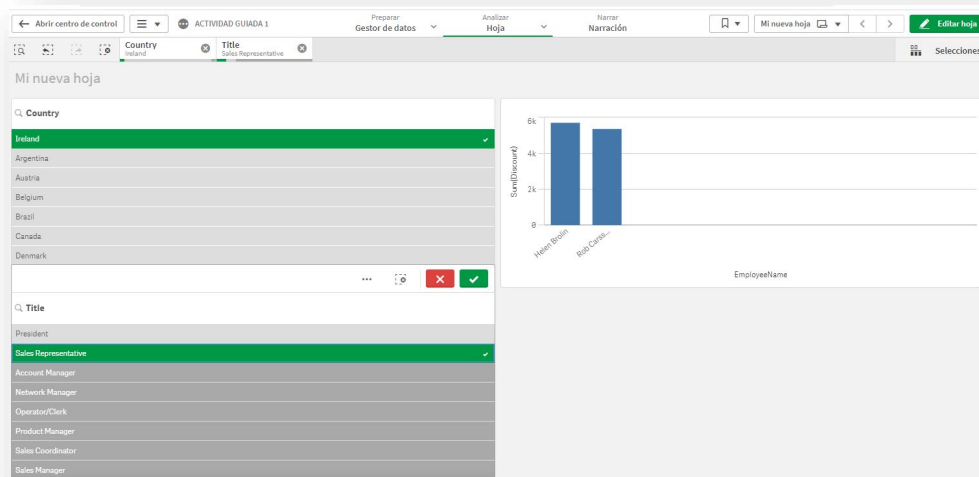 Abrir centro de control
ACTIVIDAD GUIADA 1
Preparar
Gestor de datos
Analizar
Hoja
Narrar
Narración
Mi nueva hoja
Editar hoja
Country
Ireland
Title
Sales Representative
Selecciones
Mi nueva hoja
Country
Ireland
Argentina
Austria
Belgium
Brazil
Canada
Denmark
Title
President
Sales Representative
Account Manager
Network Manager
Operator/Clerk
Product Manager
Sales Coordinator
Sales Manager
Sum(Discount)
6k
4k
2k
0
Helen Brolin
Rob Carss...
EmployeeName